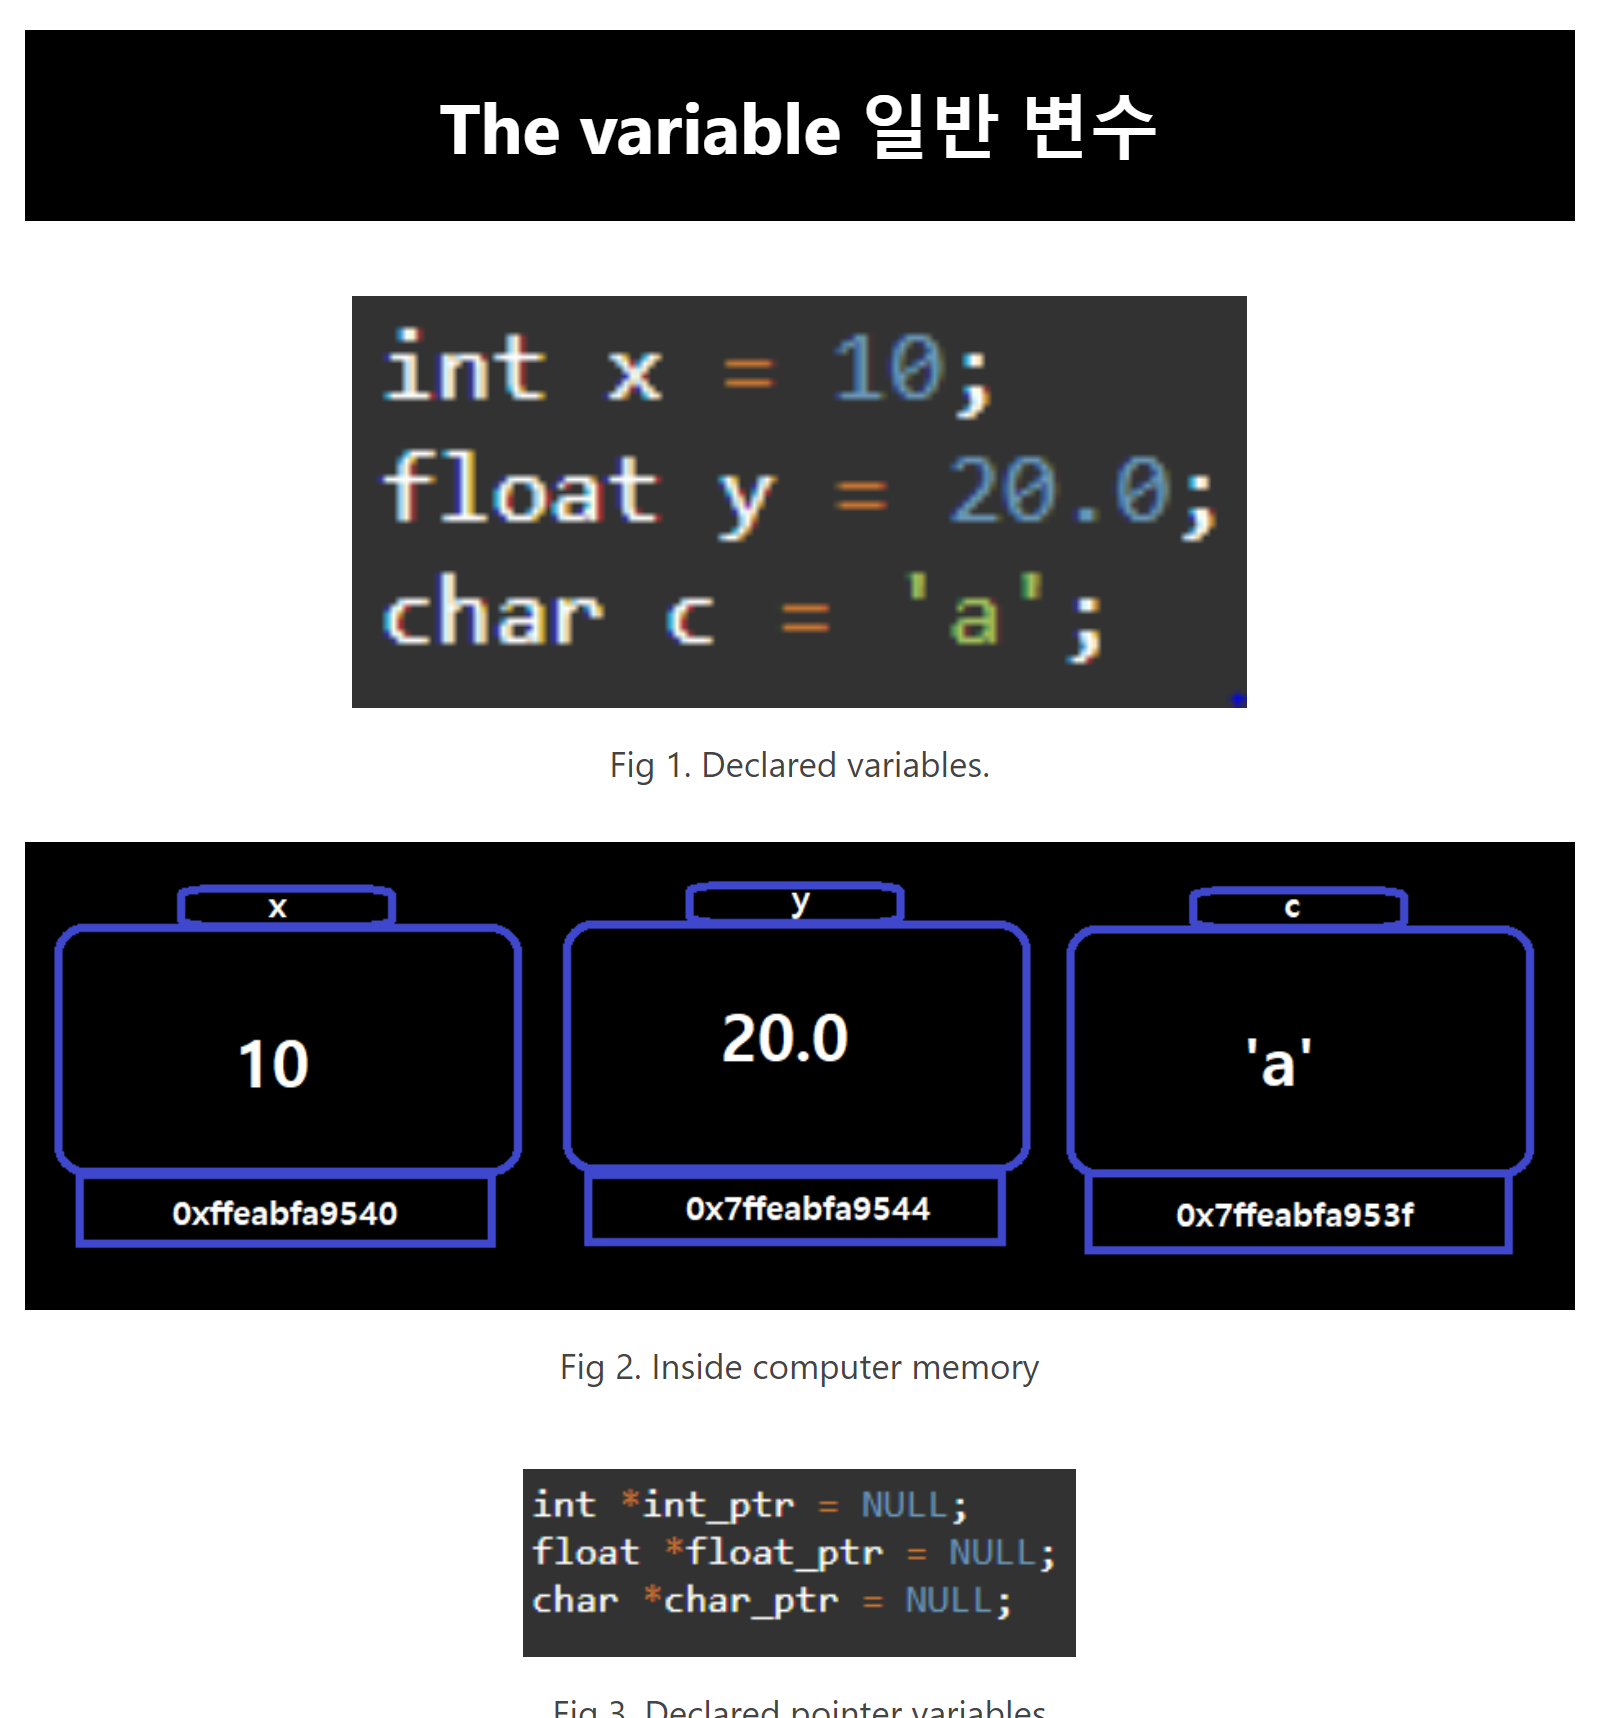 The variable 일반 변수
int x = 10;
float y = 20.0;
char c = 'a';
Fig 1. Declared variables.
x
y
c
10
20.0
'a'
0xffeabfa9540
0x7ffeabfa9544
0x7ffeabfa953f
Fig 2. Inside computer memory
int *int_ptr = NULL;
float *float_ptr = NULL;
char *char_ptr = NULL;
Fig 3. Declared pointer variables